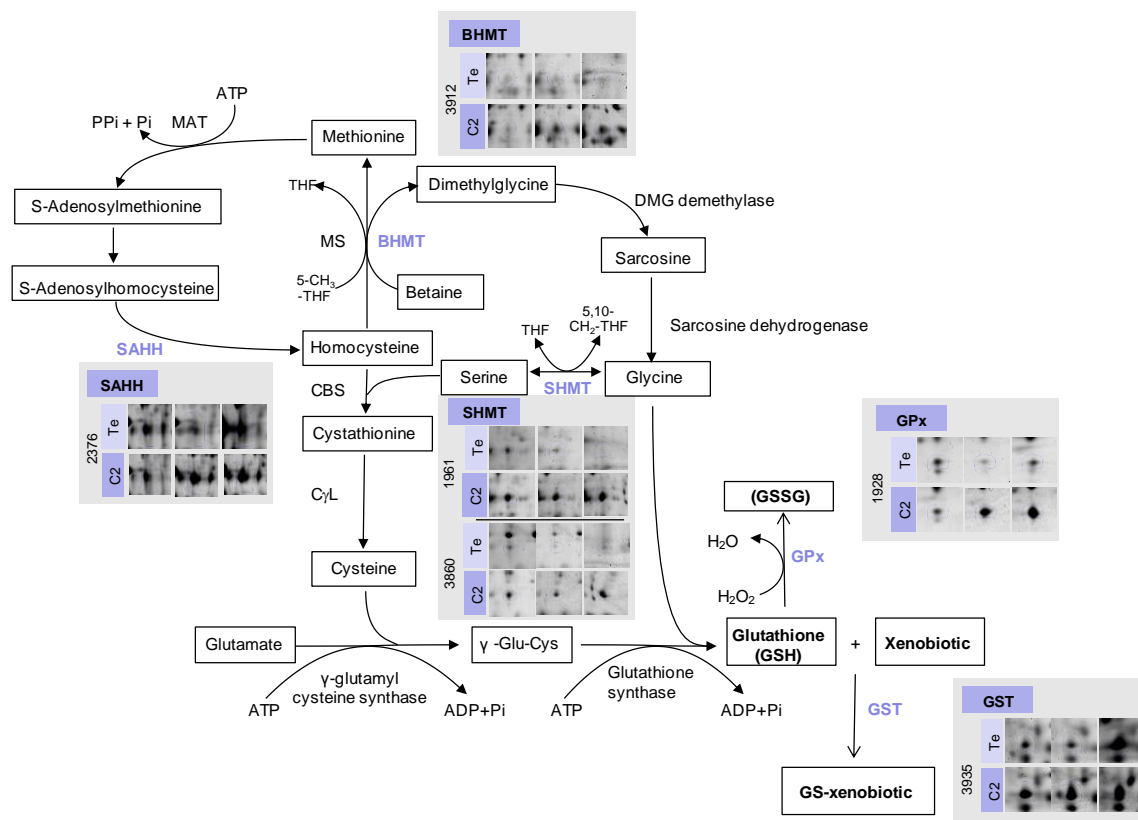 BHMT
Te
3912
C2
ATP
PPi + Pi
MAT
Methionine
THF
Dimethylglycine
DMG demethylase
S-Adenosylmethionine
MS
BHMT
Sarcosine
5-CH3
-THF
Betaine
S-Adenosylhomocysteine
5,10-
CH2-THF
THF
Sarcosine dehydrogenase
SAHH
Homocysteine
Serine
SHMT
Glycine
CBS
SAHH
Te
2376
C2
Cystathionine
SHMT
Te
1961
C2
Te
3860
C2
GPx
Te
1928
C2
CγL
(GSSG)
H2O
GPx
H2O2
Cysteine
Glutamate
γ -Glu-Cys
Glutathione
(GSH)
+
Xenobiotic
γ-glutamyl
cysteine synthase
Glutathione
synthase
ATP
ADP+Pi
ATP
ADP+Pi
GST
GST
Te
3935
C2
GS-xenobiotic